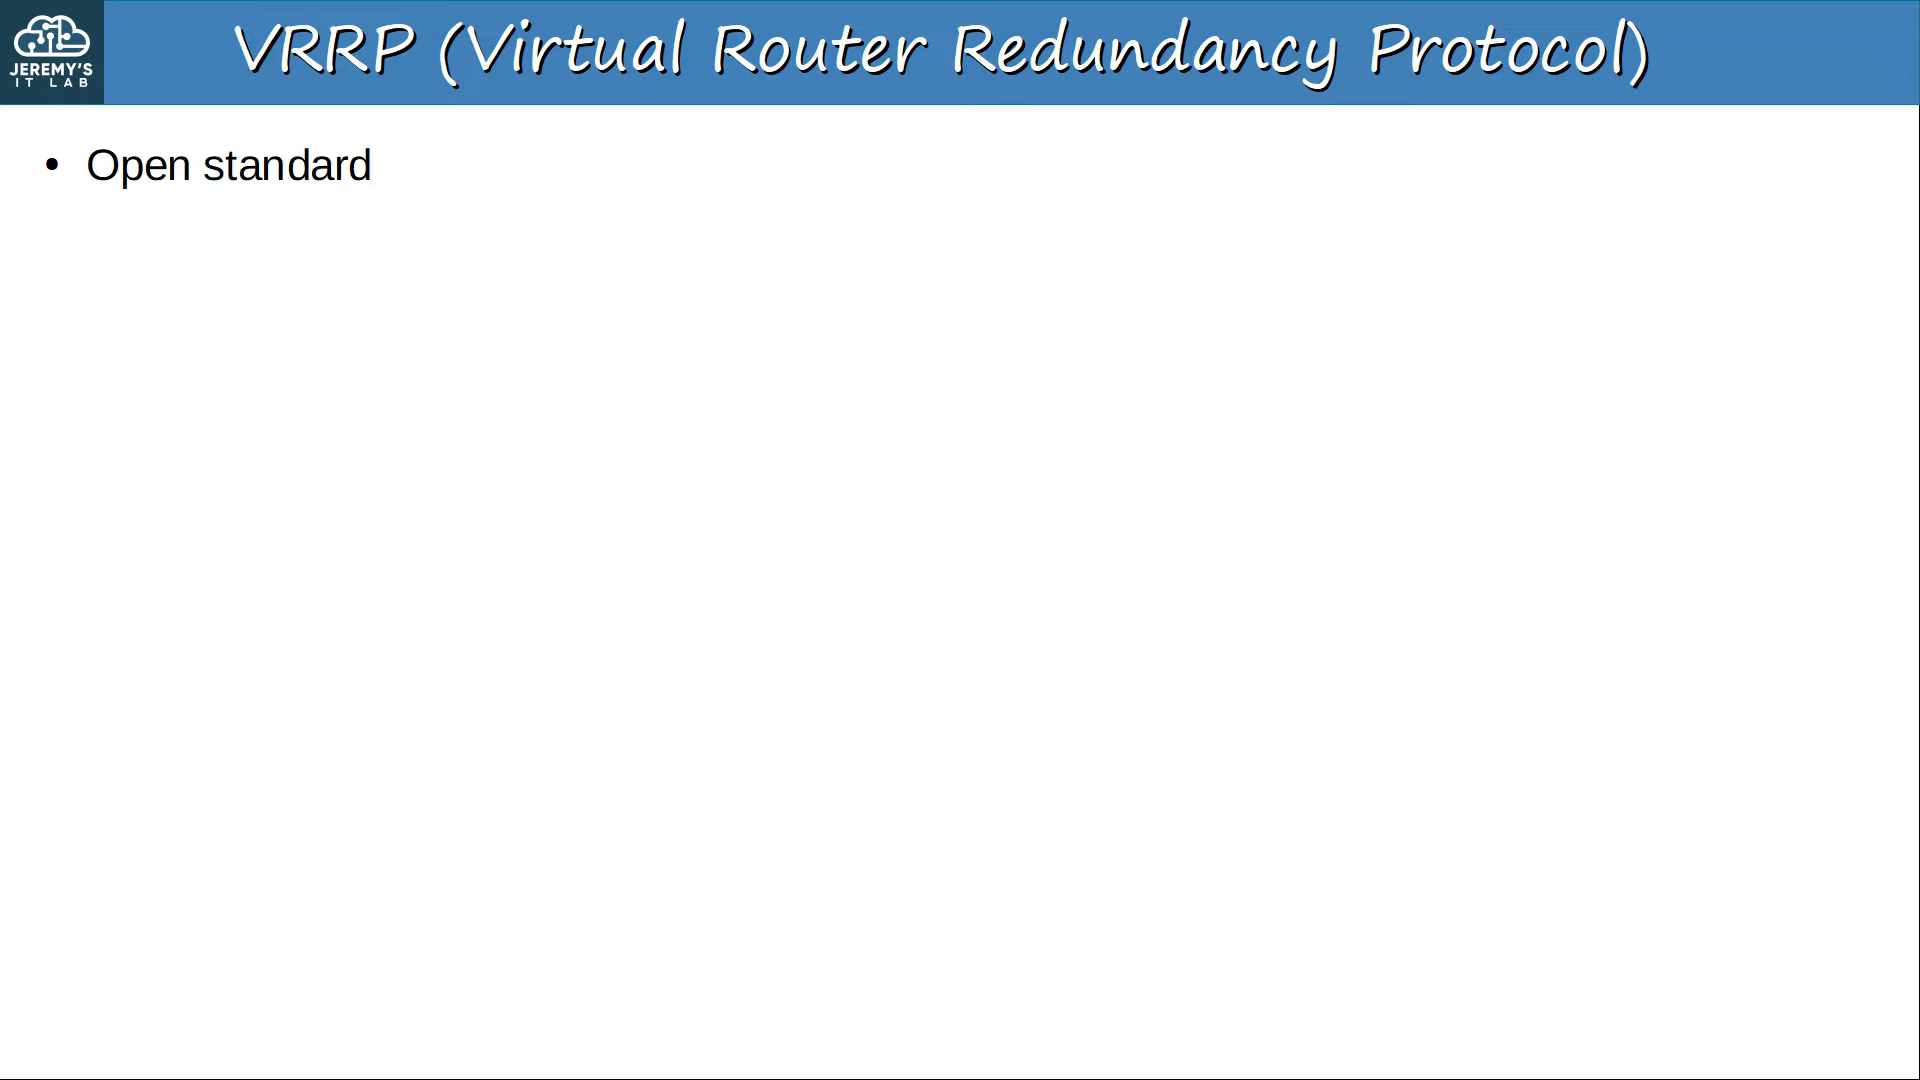 JEREMY'S
IT LAB
VRRP (Virtual Router Redundancy Protocol)
• Open standard